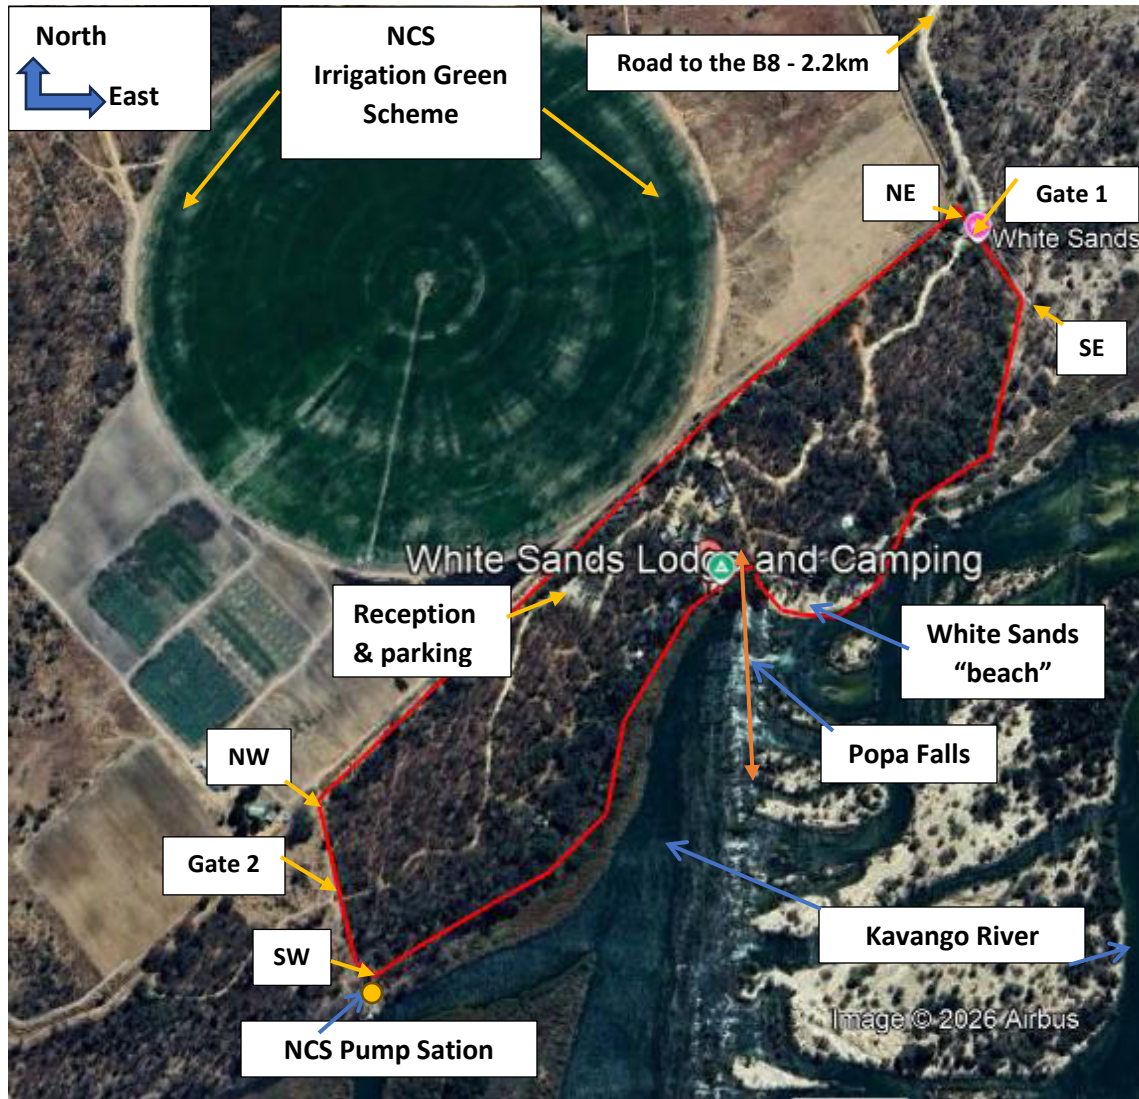 North
East
NCS
Irrigation Green
Scheme
Road to the B8 - 2.2km
NE
Gate 1
White Sands
SE
White Sands Lodge and Camping
Reception
& parking
White Sands
“beach”
Popa Falls
NW
Gate 2
Kavango River
SW
NCS Pump Sation
Image © 2026 Airbus